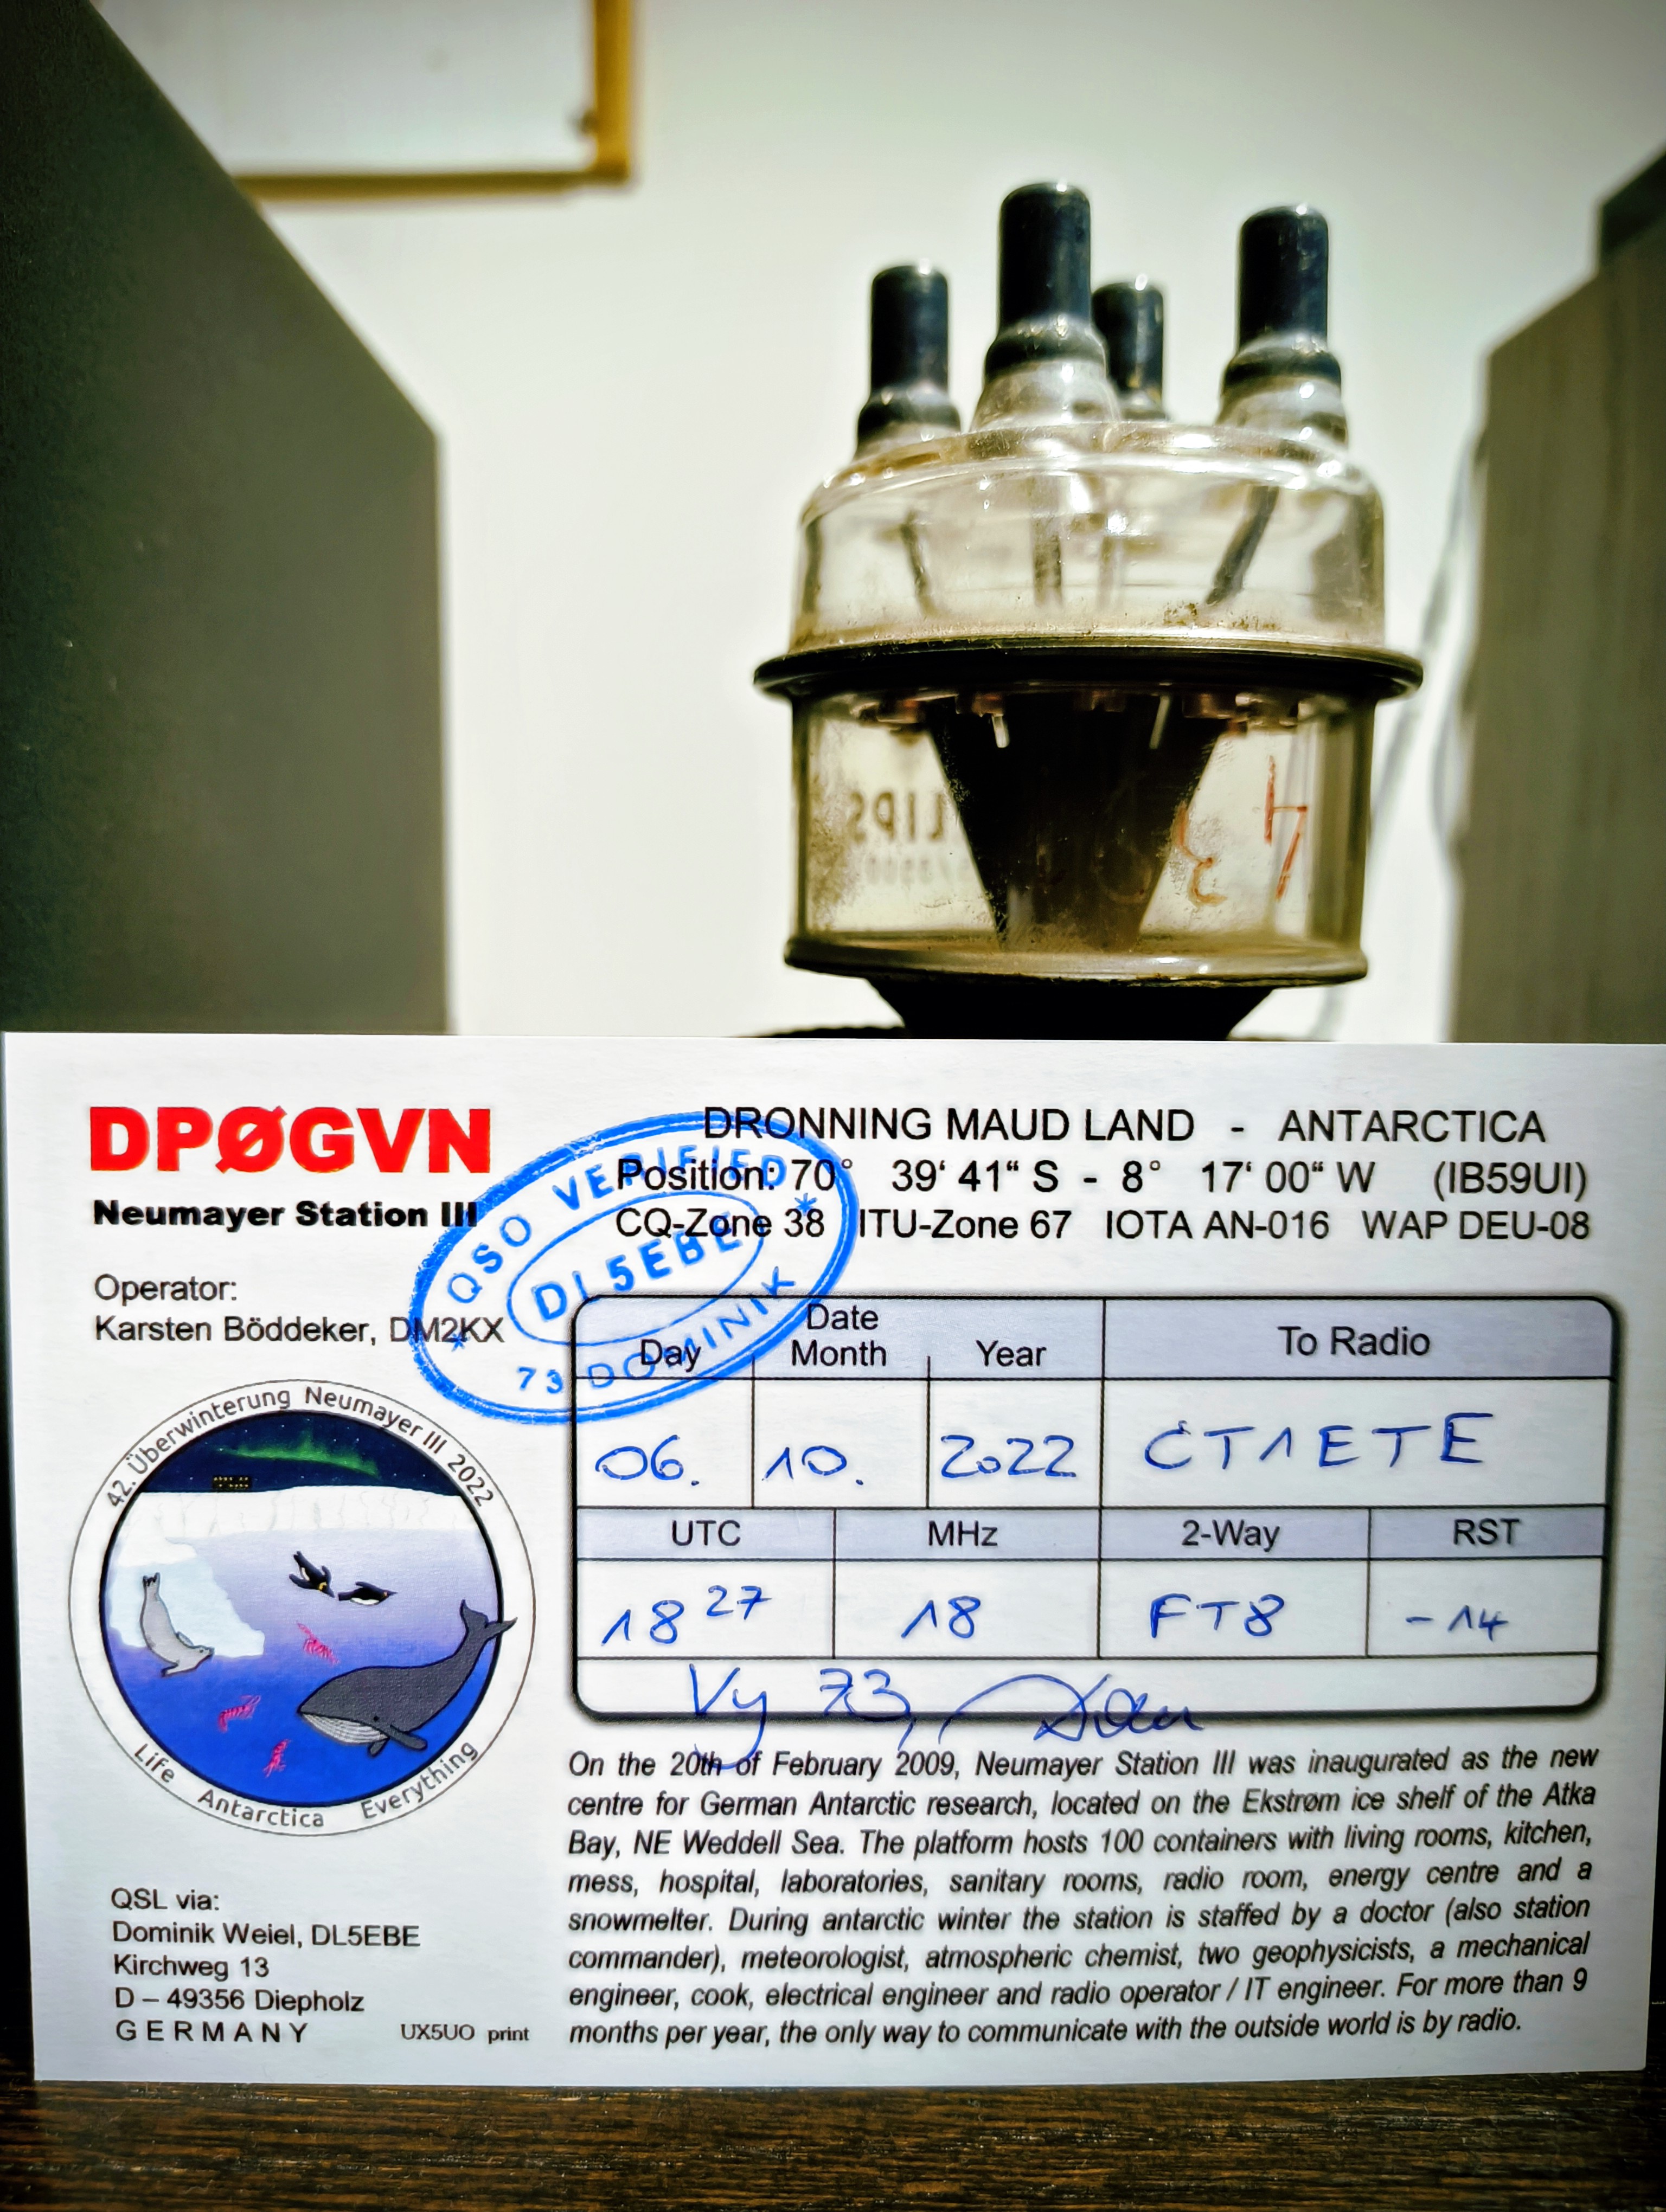 LIPS
3
4
DPØGVN
Neumayer Station III
DRONNING MAUD LAND - ANTARCTICA
Position: 70° 39‘ 41“ S - 8° 17‘ 00“ W (IB59UI)
CQ-Zone 38 ITU-Zone 67 IOTA AN-016 WAP DEU-08
QSO VERIFIED
* DL5EBE *
73 DOMINIK
Operator:
Karsten Böddeker, DM2KX
Date
Day Month Year To Radio
06. 10. 2022 CT1ETE
UTC MHz 2-Way RST
18 27 18 FT8 -14
Vy 73,
42. Überwinterung Neumayer III 2022
Life Antarctica Everything
On the 20th of February 2009, Neumayer Station III was inaugurated as the new
centre for German Antarctic research, located on the Ekstrøm ice shelf of the Atka
Bay, NE Weddell Sea. The platform hosts 100 containers with living rooms, kitchen,
mess, hospital, laboratories, sanitary rooms, radio room, energy centre and a
snowmelter. During antarctic winter the station is staffed by a doctor (also station
commander), meteorologist, atmospheric chemist, two geophysicists, a mechanical
engineer, cook, electrical engineer and radio operator / IT engineer. For more than 9
months per year, the only way to communicate with the outside world is by radio.
QSL via:
Dominik Weiel, DL5EBE
Kirchweg 13
D – 49356 Diepholz
GERMANY
UX5UO print